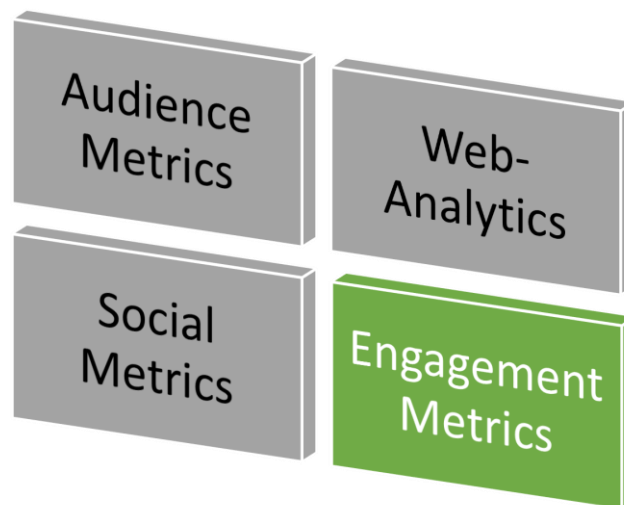 Audience
Metrics
Web-
Analytics
Social
Metrics
Engagement
Metrics